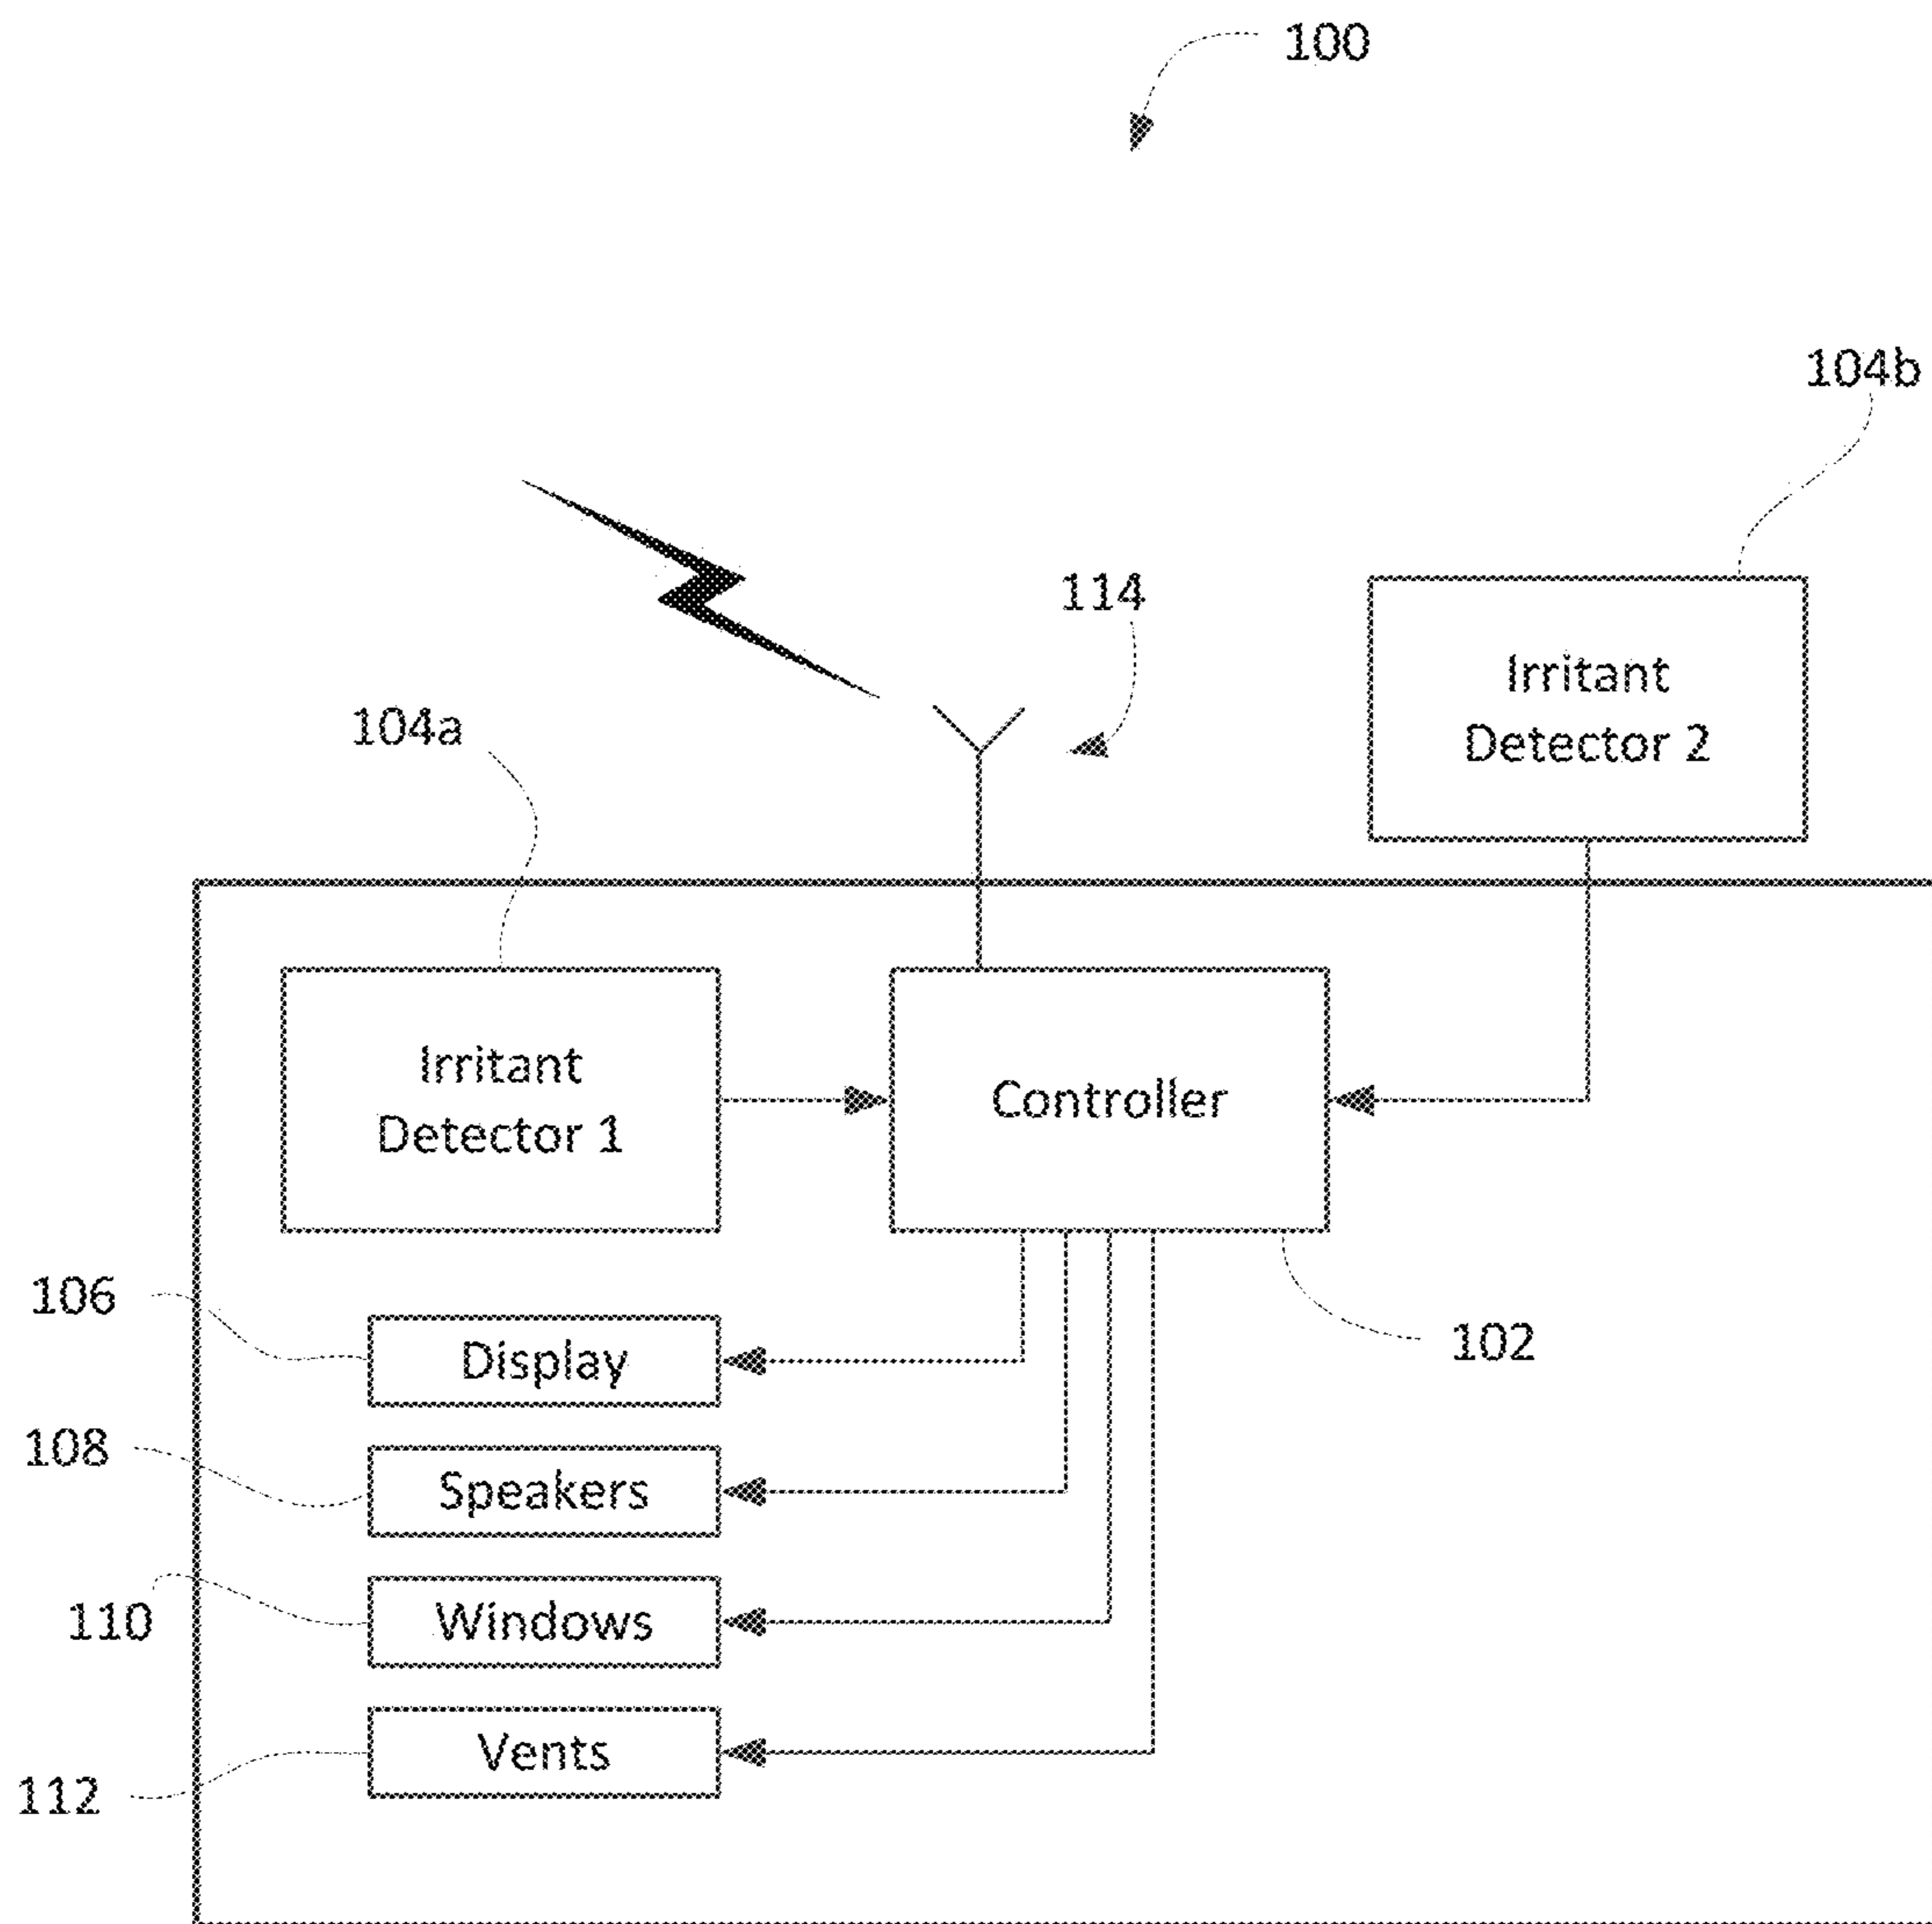 100
104b
114
Irritant
Detector 2
104a
Irritant
Detector 1
Controller
106
Display
102
108
Speakers
110
Windows
Vents
112